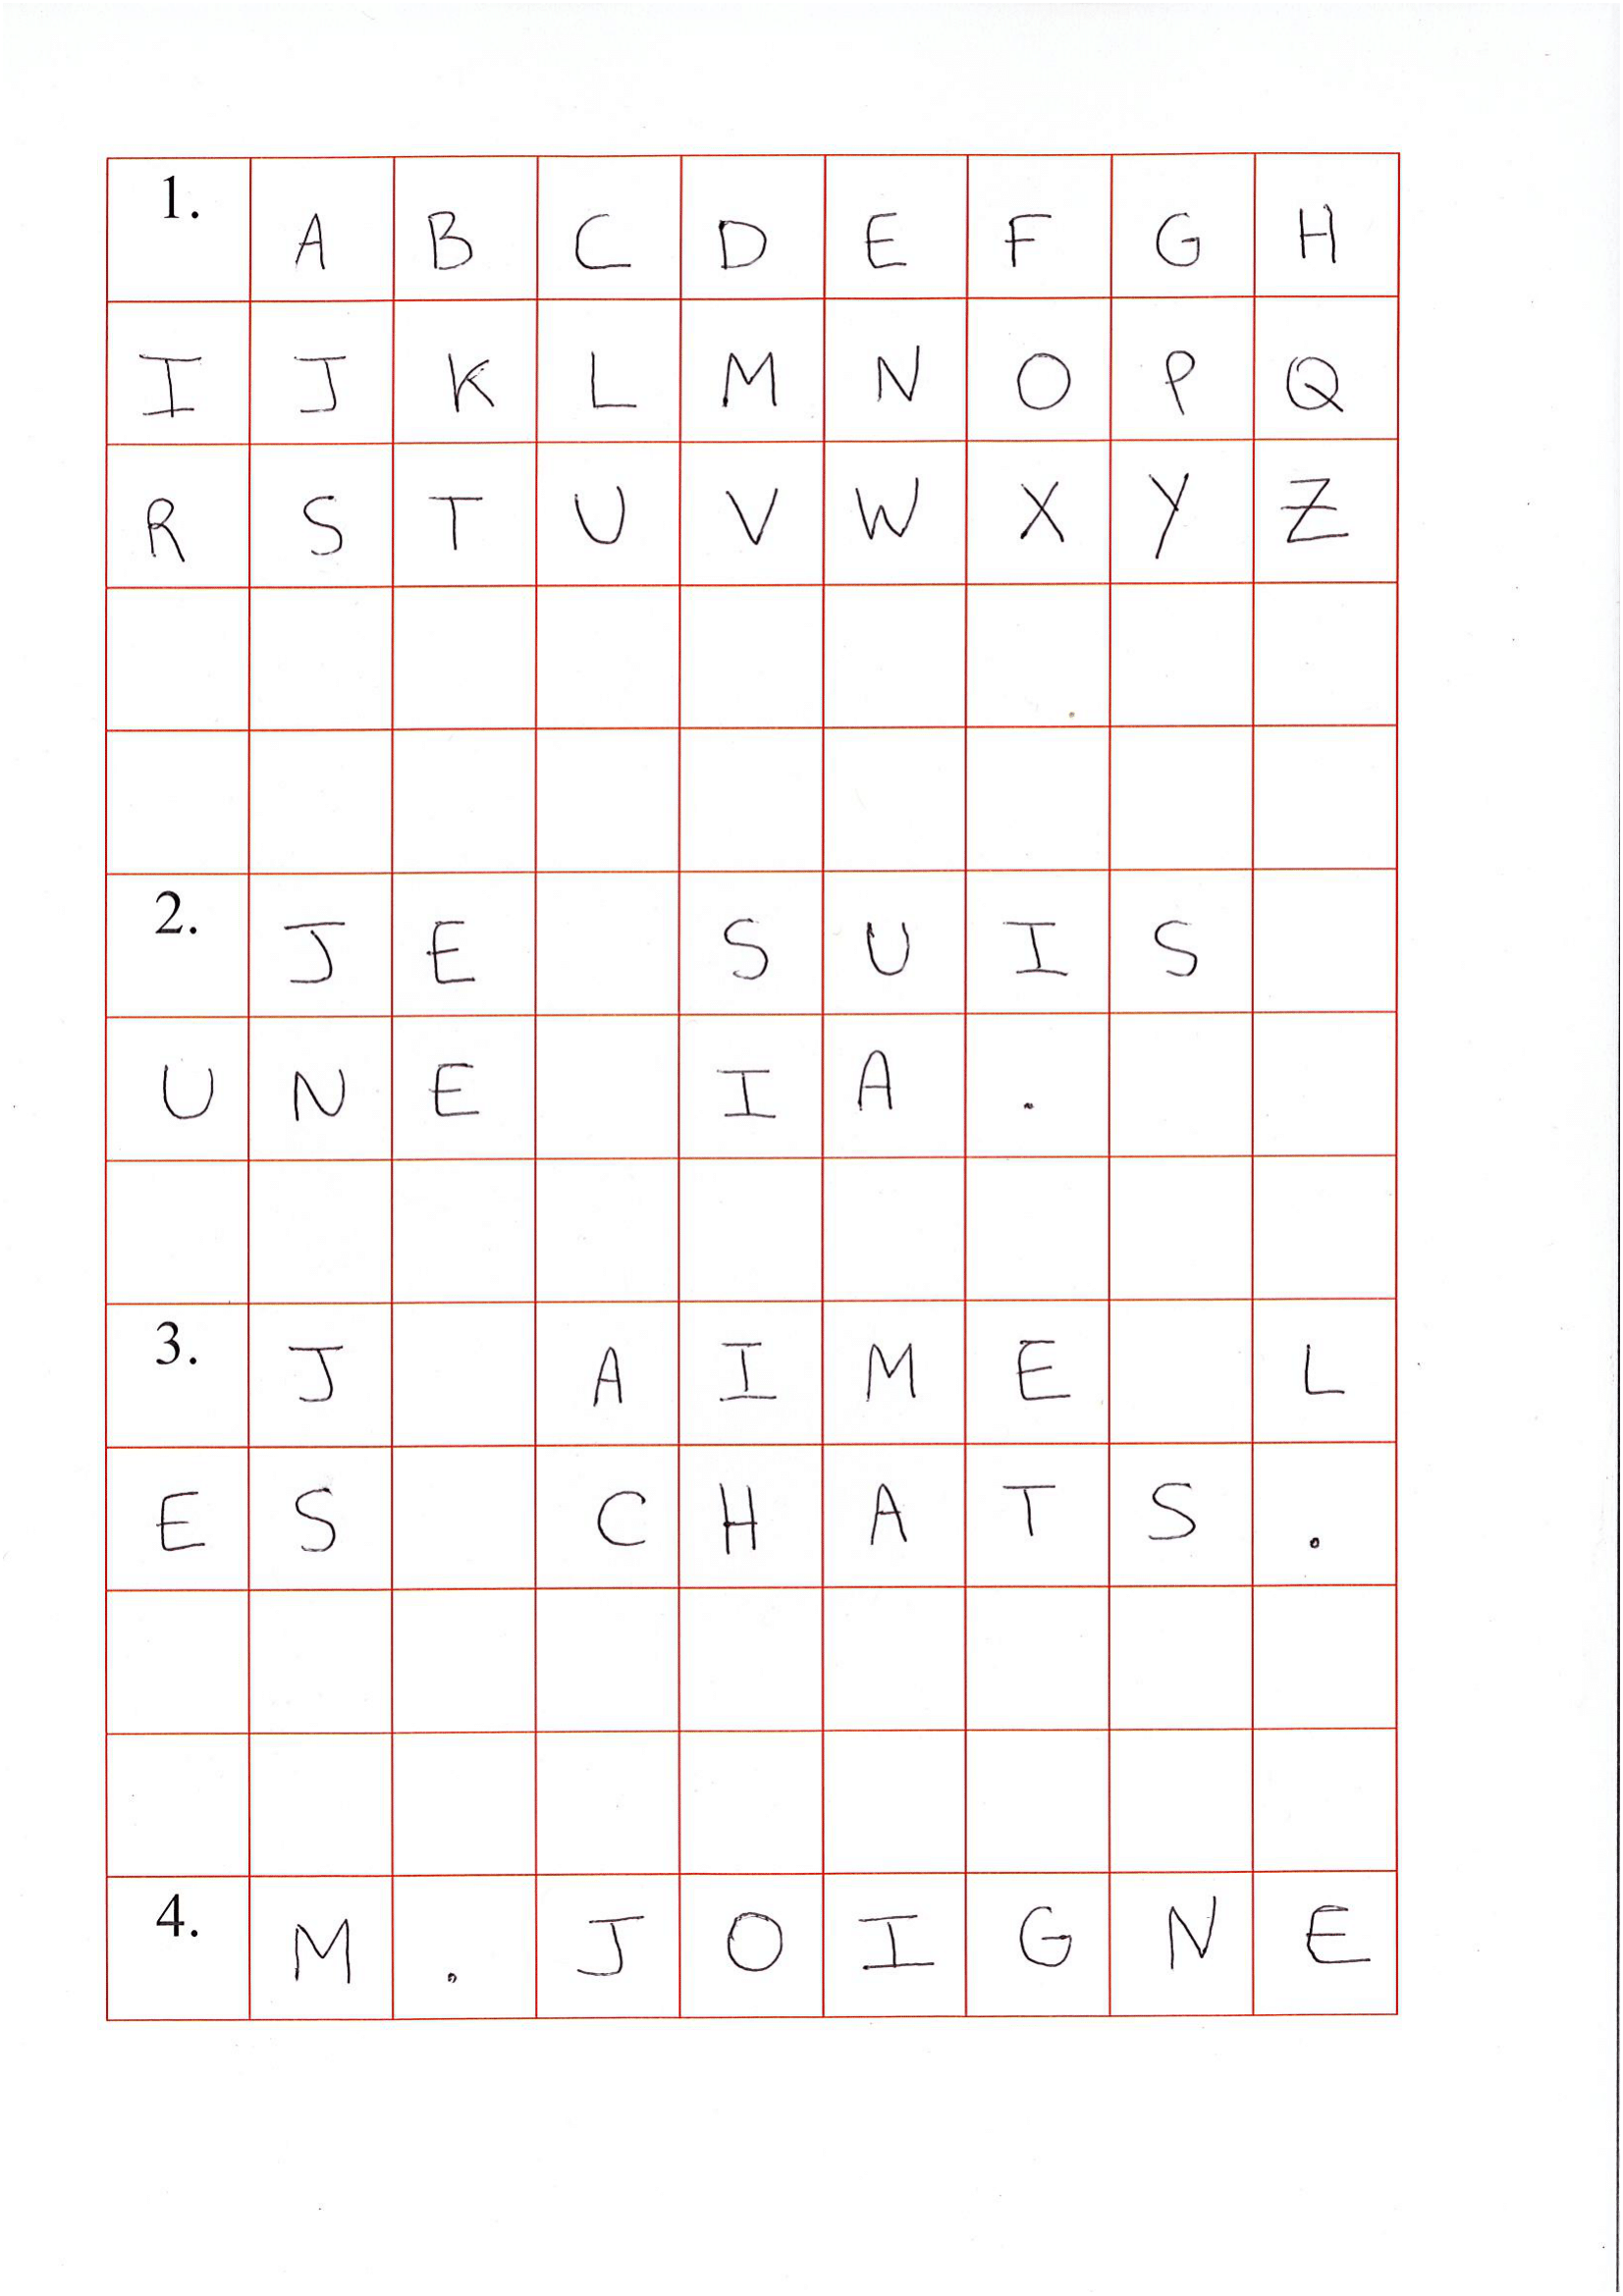 1. A B C D E F G H
I J K L M N O P Q
R S T U V W X Y Z
2. J E   S U I S
U N E   I A .
3. J   A I M E   L
E S   C H A T S .
4. M . J O I G N E